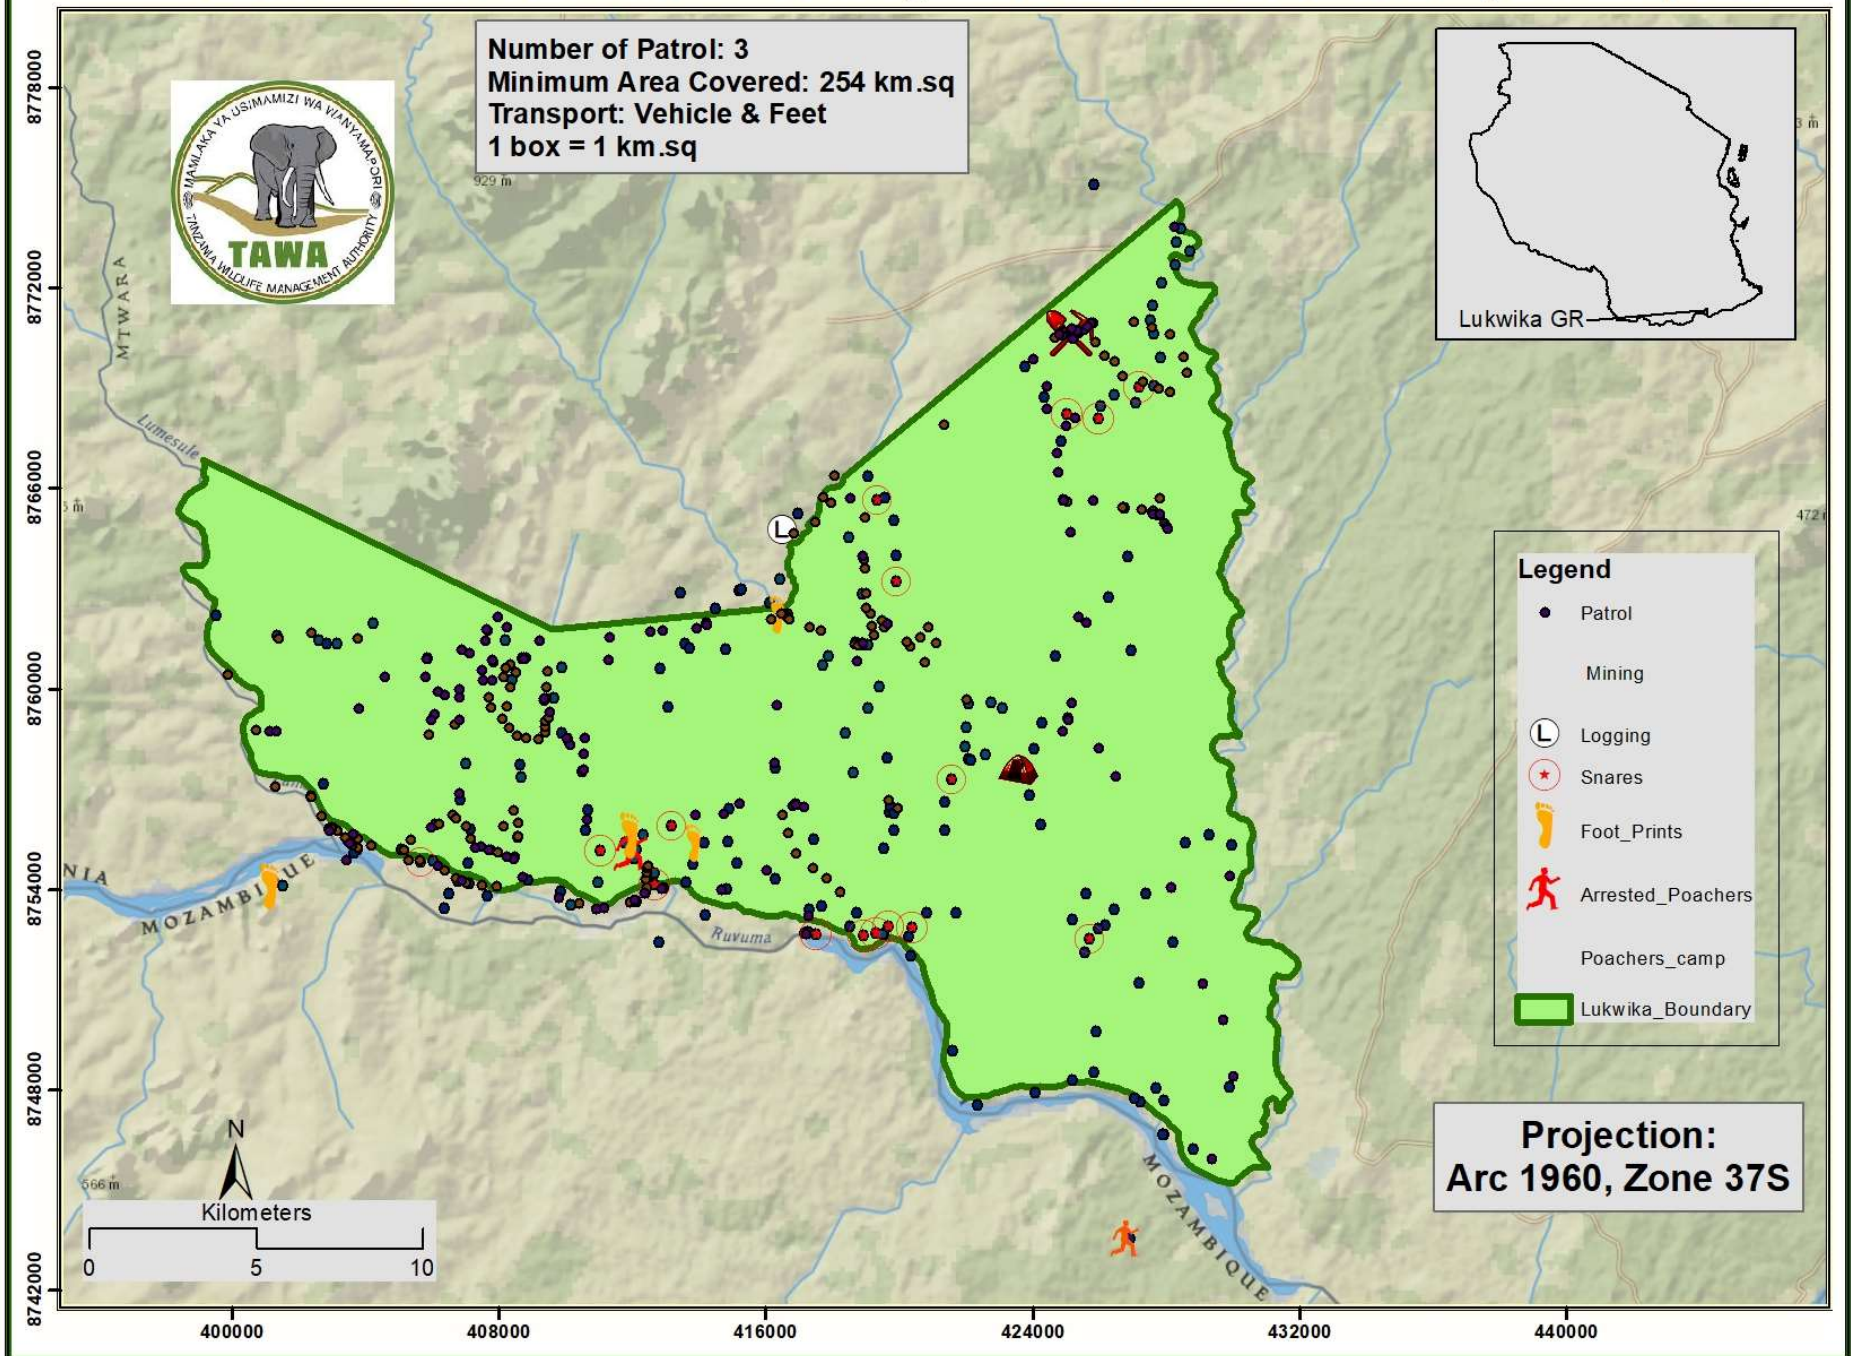 Number of Patrol: 3
Minimum Area Covered: 254 km.sq
Transport: Vehicle & Feet
1 box = 1 km.sq
MAMLAKA YA USIMAMIZI WA WANYAMAPORI
TAWA
TANZANIA WILDLIFE MANAGEMENT AUTHORITY
929 m
3 m
Lukwika GR
MTWARA
Lumesule
5 m
472
Legend
Patrol
Mining
L
L Logging
Snares
Foot_Prints
Arrested_Poachers
Poachers_camp
Lukwika_Boundary
NIA
MOZAMBIQUE
Ruvuma
MOZAMBIQUE
566 m
N
Kilometers
0 5 10
Projection:
Arc 1960, Zone 37S
8778000
8772000
8766000
8760000
8754000
8748000
8742000
400000 408000 416000 424000 432000 440000